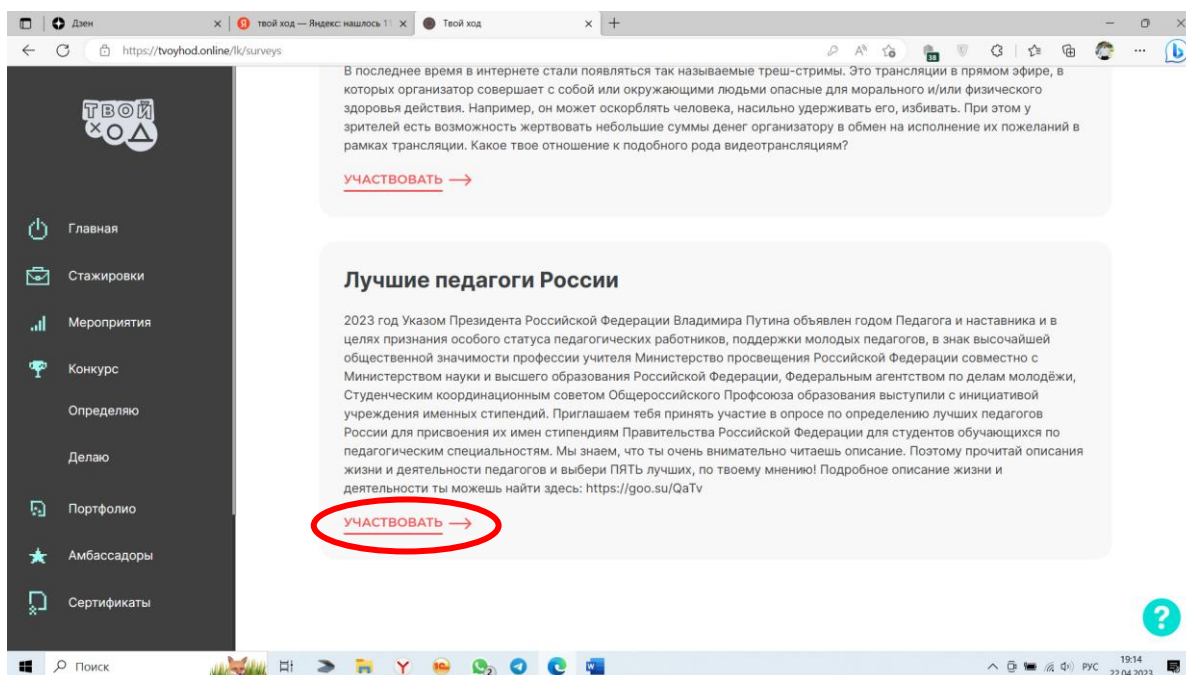 Дзен
твой ход — Яндекс: нашлось 1
Твой ход
https://tvoyhod.online/lk/surveys
38
ТВОЙ
ХОД
Главная
Стажировки
Мероприятия
Конкурс
Определяю
Делаю
Портфолио
Амбассадоры
Сертификаты
В последнее время в интернете стали появляться так называемые треш-стримы. Это трансляции в прямом эфире, в
которых организатор совершает с собой или окружающими людьми опасные для морального и/или физического
здоровья действия. Например, он может оскорблять человека, насильно удерживать его, избивать. При этом у
зрителей есть возможность жертвовать небольшие суммы денег организатору в обмен на исполнение их пожеланий в
рамках трансляции. Какое твое отношение к подобного рода видеотрансляциям?
УЧАСТВОВАТЬ
Лучшие педагоги России
2023 год Указом Президента Российской Федерации Владимира Путина объявлен годом Педагога и наставника и в
целях признания особого статуса педагогических работников, поддержки молодых педагогов, в знак высочайшей
общественной значимости профессии учителя Министерство просвещения Российской Федерации совместно с
Министерством науки и высшего образования Российской Федерации, Федеральным агентством по делам молодёжи,
Студенческим координационным советом Общероссийского Профсоюза образования выступили с инициативой
учреждения именных стипендий. Приглашаем тебя принять участие в опросе по определению лучших педагогов
России для присвоения их имен стипендиям Правительства Российской Федерации для студентов обучающихся по
педагогическим специальностям. Мы знаем, что ты очень внимательно читаешь описание. Поэтому прочитай описания
жизни и деятельности педагогов и выбери ПЯТЬ лучших, по твоему мнению! Подробное описание жизни и
деятельности ты можешь найти здесь: https://goo.su/QaTv
УЧАСТВОВАТЬ
?
Поиск
РУС
19:14
22.04.2023